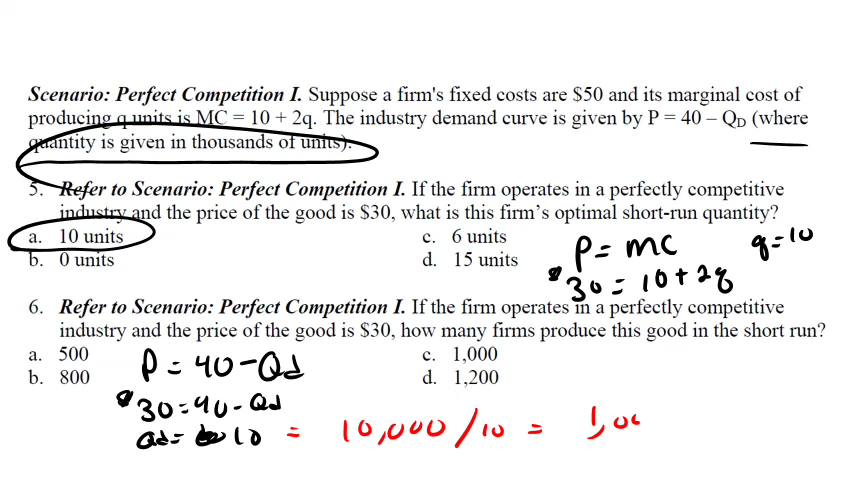 Scenario: Perfect Competition I. Suppose a firm's fixed costs are $50 and its marginal cost of
producing q units is MC = 10 + 2q. The industry demand curve is given by P = 40 – QD (where
quantity is given in thousands of units).
5. Refer to Scenario: Perfect Competition I. If the firm operates in a perfectly competitive
industry and the price of the good is $30, what is this firm's optimal short-run quantity?
a. 10 units
c. 6 units
b. 0 units
d. 15 units
P = MC
q = 10
$30 = 10 + 2q
6. Refer to Scenario: Perfect Competition I. If the firm operates in a perfectly competitive
industry and the price of the good is $30, how many firms produce this good in the short run?
a. 500
c. 1,000
b. 800
d. 1,200
P = 40 - Qd
$30 = 40 - Qd
Qd = 10 = 10,000 / 10 = 1,00